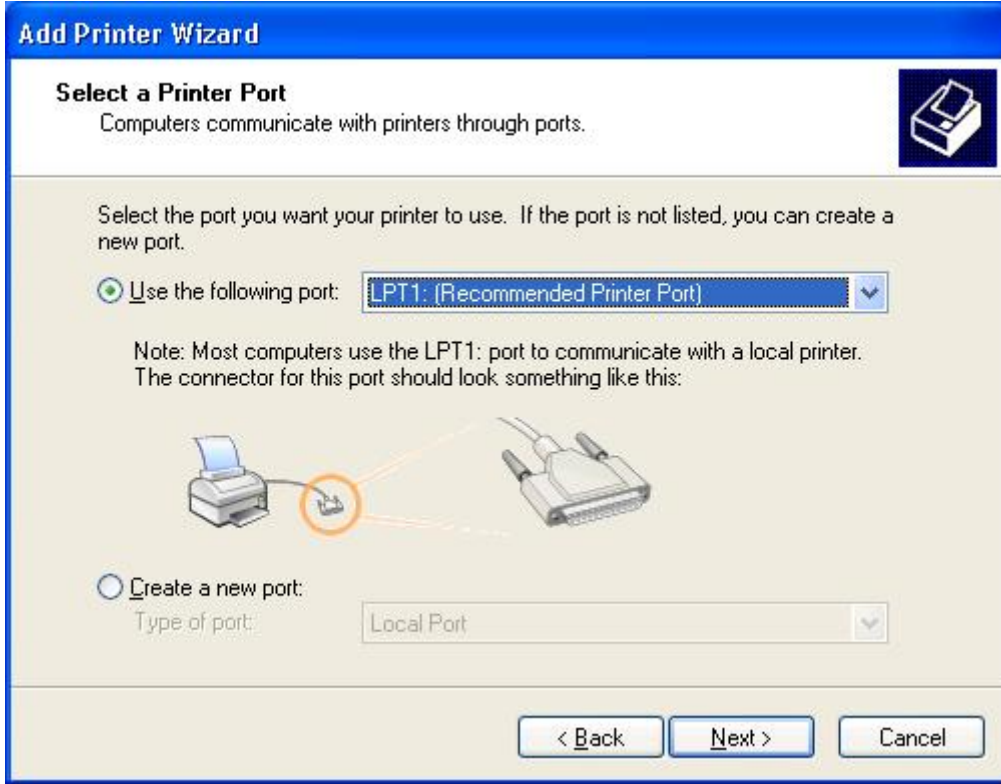 Add Printer Wizard
Select a Printer Port
Computers communicate with printers through ports.
Select the port you want your printer to use.  If the port is not listed, you can create a
new port.
Use the following port: LPT1: (Recommended Printer Port)
Note: Most computers use the LPT1: port to communicate with a local printer.
The connector for this port should look something like this:
Create a new port:
Type of port: Local Port
< Back Next > Cancel